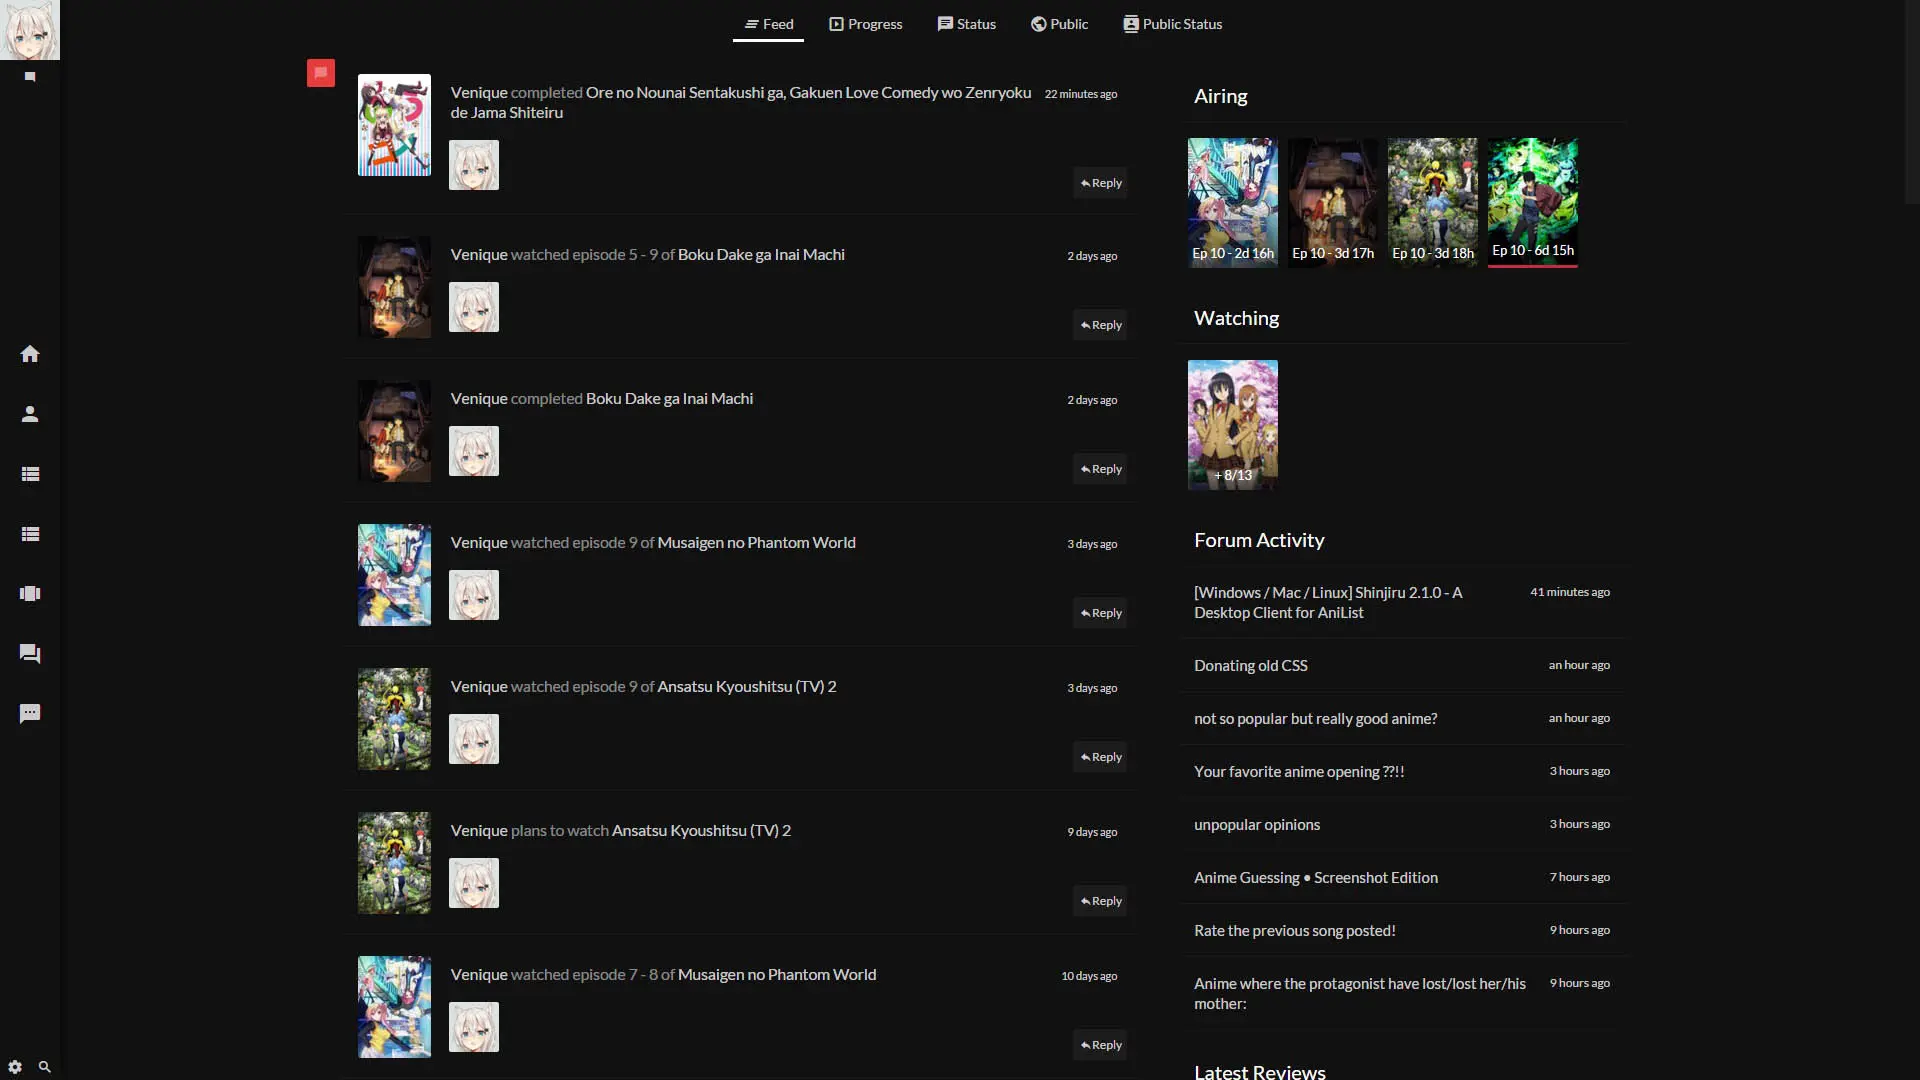 Feed
Progress
Status
Public
Public Status
Venique completed Ore no Nounai Sentakushi ga, Gakuen Love Comedy wo Zenryoku
de Jama Shiteiru
22 minutes ago
Reply
Venique watched episode 5 - 9 of Boku Dake ga Inai Machi
2 days ago
Reply
Venique completed Boku Dake ga Inai Machi
2 days ago
Reply
Venique watched episode 9 of Musaigen no Phantom World
3 days ago
Reply
Venique watched episode 9 of Ansatsu Kyoushitsu (TV) 2
3 days ago
Reply
Venique plans to watch Ansatsu Kyoushitsu (TV) 2
9 days ago
Reply
Venique watched episode 7 - 8 of Musaigen no Phantom World
10 days ago
Reply
Airing
Ep 10 - 2d 16h
Ep 10 - 3d 17h
Ep 10 - 3d 18h
Ep 10 - 6d 15h
Watching
+ 8/13
Forum Activity
[Windows / Mac / Linux] Shinjiru 2.1.0 - A
Desktop Client for AniList
41 minutes ago
Donating old CSS
an hour ago
not so popular but really good anime?
an hour ago
Your favorite anime opening ??!!
3 hours ago
unpopular opinions
3 hours ago
Anime Guessing • Screenshot Edition
7 hours ago
Rate the previous song posted!
9 hours ago
Anime where the protagonist have lost/lost her/his
mother:
9 hours ago
Latest Reviews